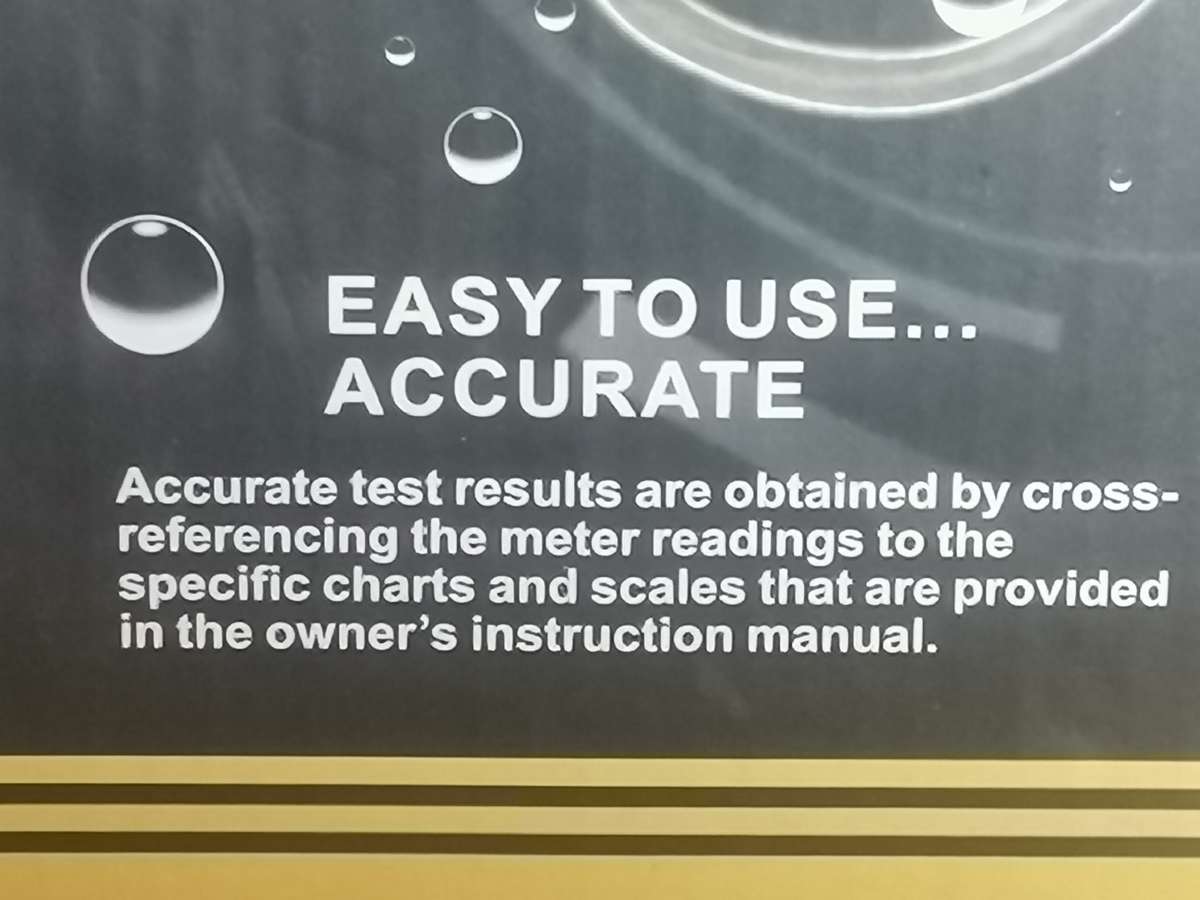 EASY TO USE...
ACCURATE
Accurate test results are obtained by cross-
referencing the meter readings to the
specific charts and scales that are provided
in the owner’s instruction manual.